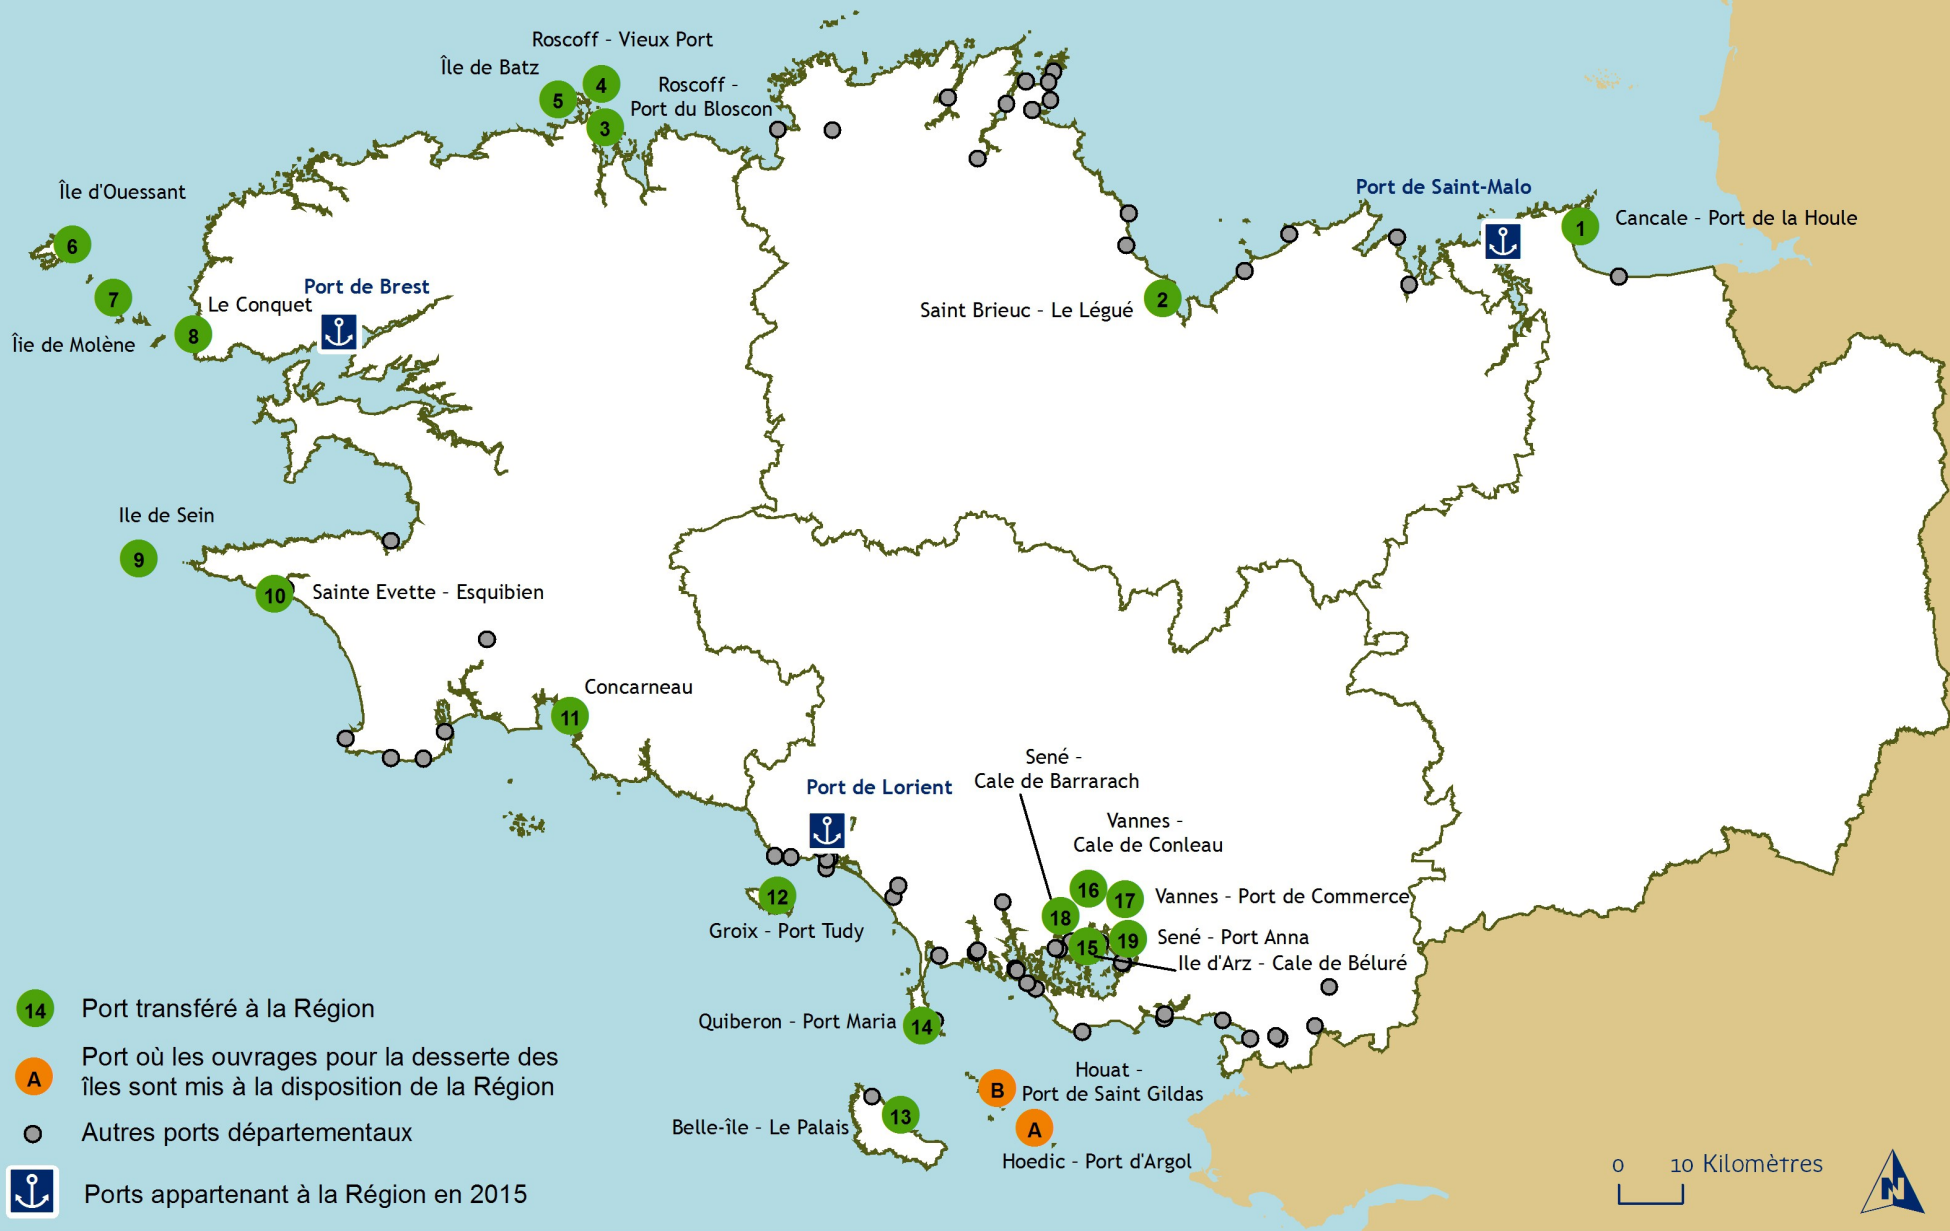 Roscoff - Vieux Port
Île de Batz
4
5
Roscoff -
Port du Bloscon
3
Île d'Ouessant
6
7
Îie de Molène
Le Conquet
8
Port de Brest
Port de Saint-Malo
1
Cancale - Port de la Houle
Saint Brieuc - Le Légué
2
Ile de Sein
9
10
Sainte Evette - Esquibien
Concarneau
11
Port de Lorient
Sené -
Cale de Barrarach
Vannes -
Cale de Conleau
16
17
Vannes - Port de Commerce
18
12
Groix - Port Tudy
15
19
Sené - Port Anna
Ile d'Arz - Cale de Béluré
Quiberon - Port Maria
14
Houat -
Port de Saint Gildas
B
Belle-île - Le Palais
13
A
Hoedic - Port d'Argol
14
Port transféré à la Région
A
Port où les ouvrages pour la desserte des
îles sont mis à la disposition de la Région
Autres ports départementaux
Ports appartenant à la Région en 2015
0 10 Kilomètres
N